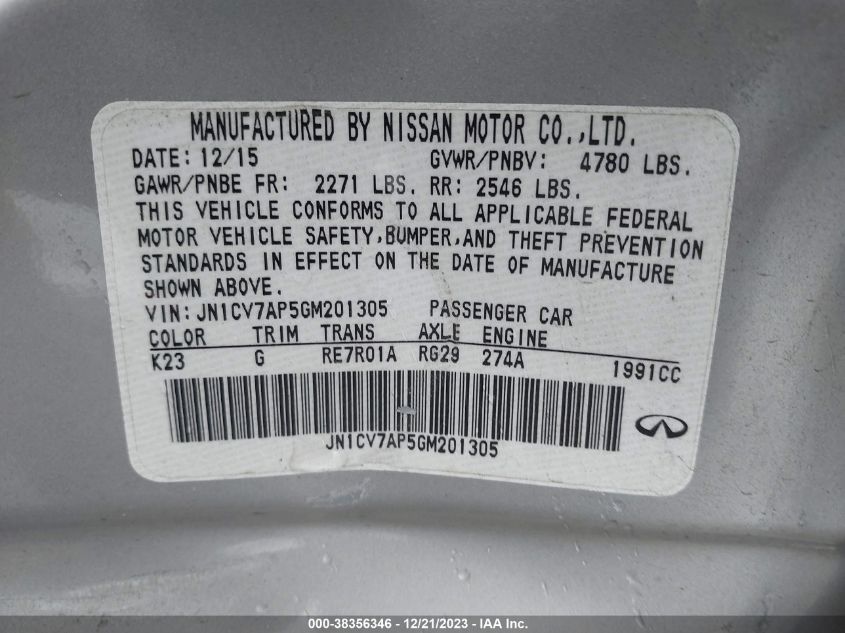 MANUFACTURED BY NISSAN MOTOR CO.,LTD.
DATE: 12/15 GVWR/PNBV: 4780 LBS.
GAWR/PNBE FR: 2271 LBS. RR: 2546 LBS.
THIS VEHICLE CONFORMS TO ALL APPLICABLE FEDERAL
MOTOR VEHICLE SAFETY,BUMPER,AND THEFT PREVENTION
STANDARDS IN EFFECT ON THE DATE OF MANUFACTURE
SHOWN ABOVE.
VIN: JN1CV7AP5GM201305 PASSENGER CAR
COLOR TRIM TRANS AXLE ENGINE
K23 G RE7R01A RG29 274A 1991CC
JN1CV7AP5GM201305
000-38356346 - 12/21/2023 - IAA Inc.